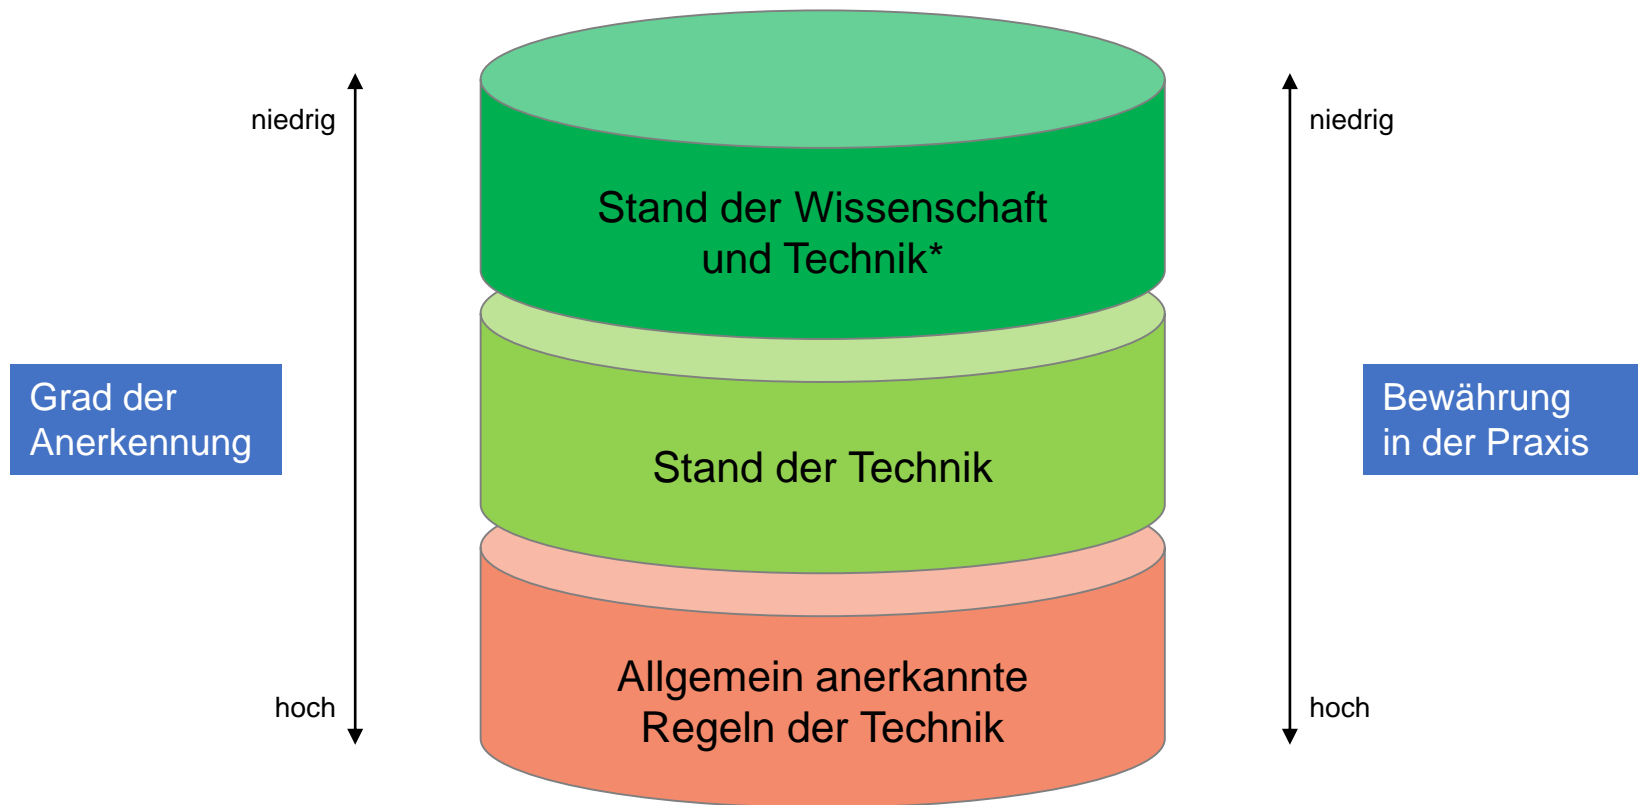 niedrig
niedrig
Stand der Wissenschaft
und Technik*
Grad der
Anerkennung
Bewährung
in der Praxis
Stand der Technik
Allgemein anerkannte
Regeln der Technik
hoch
hoch